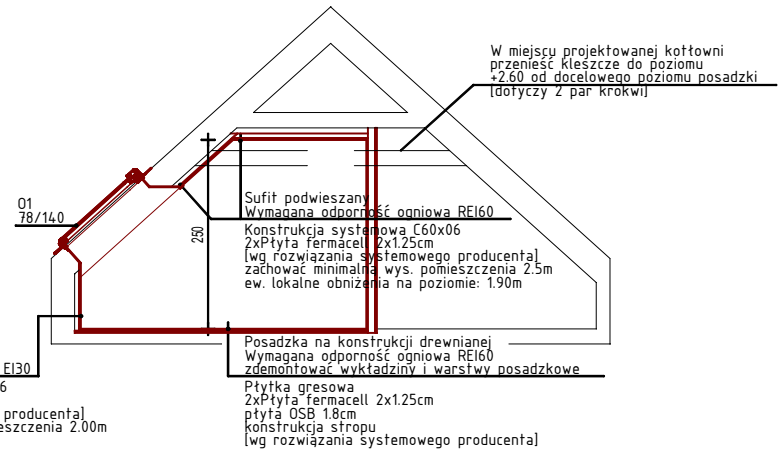 W miejscu projektowanej kotłowni
przenieść kleszcze do poziomu
+2.60 od docelowego poziomu posadzki
[dotyczy 2 par krokwi]
01
78/140
250
Sufit podwieszany
Wymagana odporność ogniowa REI60
Konstrukcja systemowa C60x06
2xPłyta fermacell 2x1.25cm
[wg rozwiązania systemowego producenta]
zachować minimalną wys. pomieszczenia 2.5m
ew. lokalne obniżenia na poziomie: 1.90m
EI30
6
producenta]
eszczenia 2.00m
Posadzka na konstrukcji drewnianej
Wymagana odporność ogniowa REI60
zdemontować wykładziny i warstwy posadzkowe
Płytka gresowa
2xPłyta fermacell 2x1.25cm
płyta OSB 1.8cm
konstrukcja stropu
[wg rozwiązania systemowego producenta]